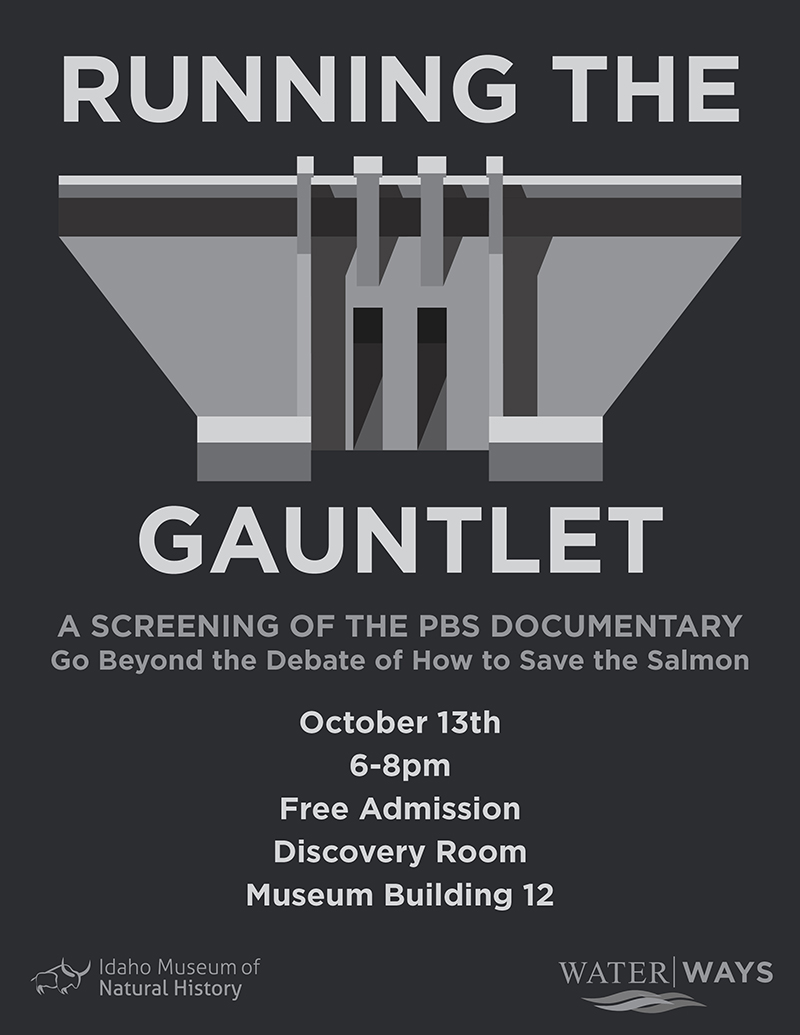 RUNNING THE
GAUNTLET
A SCREENING OF THE PBS DOCUMENTARY
Go Beyond the Debate of How to Save the Salmon
October 13th
6-8pm
Free Admission
Discovery Room
Museum Building 12
Idaho Museum of
Natural History
WATER|WAYS